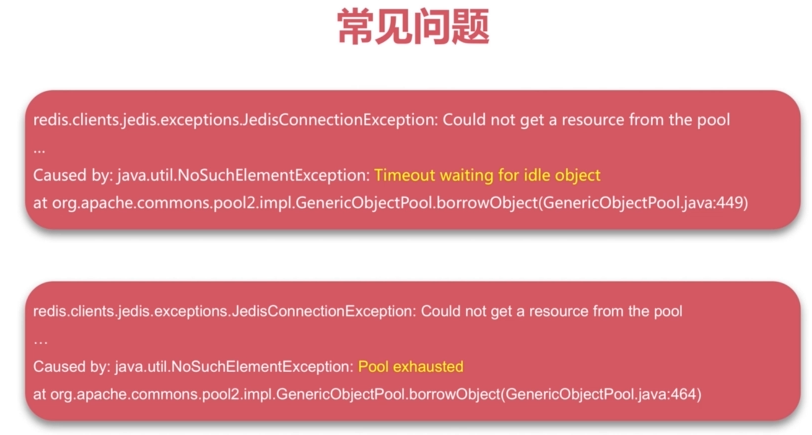 常见问题
redis.clients.jedis.exceptions.JedisConnectionException: Could not get a resource from the pool
...
Caused by: java.util.NoSuchElementException: Timeout waiting for idle object
at org.apache.commons.pool2.impl.GenericObjectPool.borrowObject(GenericObjectPool.java:449)
redis.clients.jedis.exceptions.JedisConnectionException: Could not get a resource from the pool
...
Caused by: java.util.NoSuchElementException: Pool exhausted
at org.apache.commons.pool2.impl.GenericObjectPool.borrowObject(GenericObjectPool.java:464)